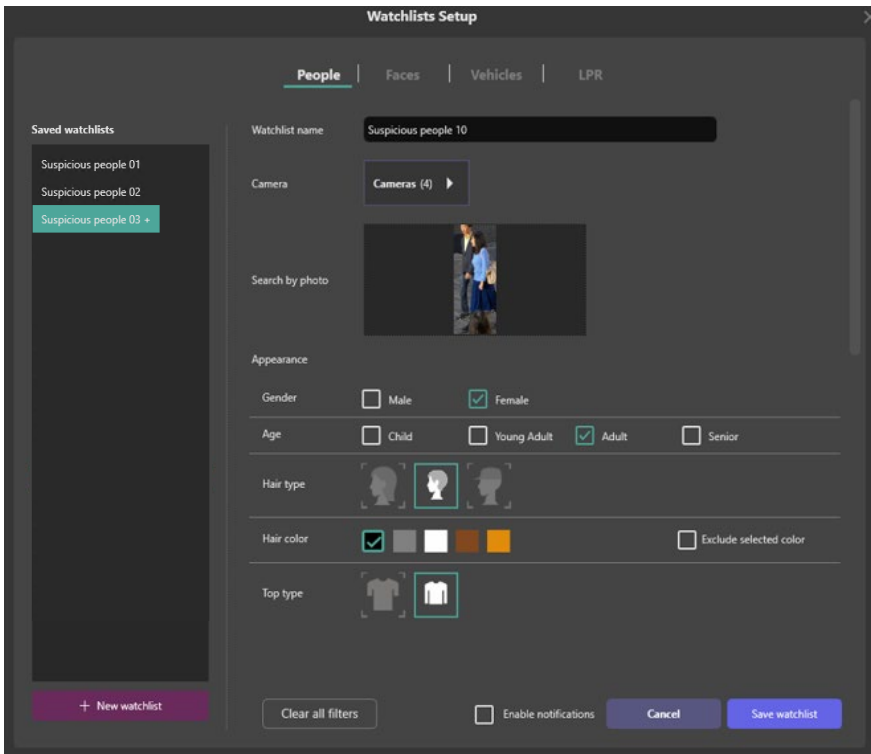 Watchlists Setup
People | Faces | Vehicles | LPR
Saved watchlists
Suspicious people 01
Suspicious people 02
Suspicious people 03 +
+ New watchlist
Watchlist name Suspicious people 10
Camera Cameras (4)
Search by photo
Appearance
Gender Male Female
Age Child Young Adult Adult Senior
Hair type
Hair color Exclude selected color
Top type
Clear all filters Enable notifications Cancel Save watchlist